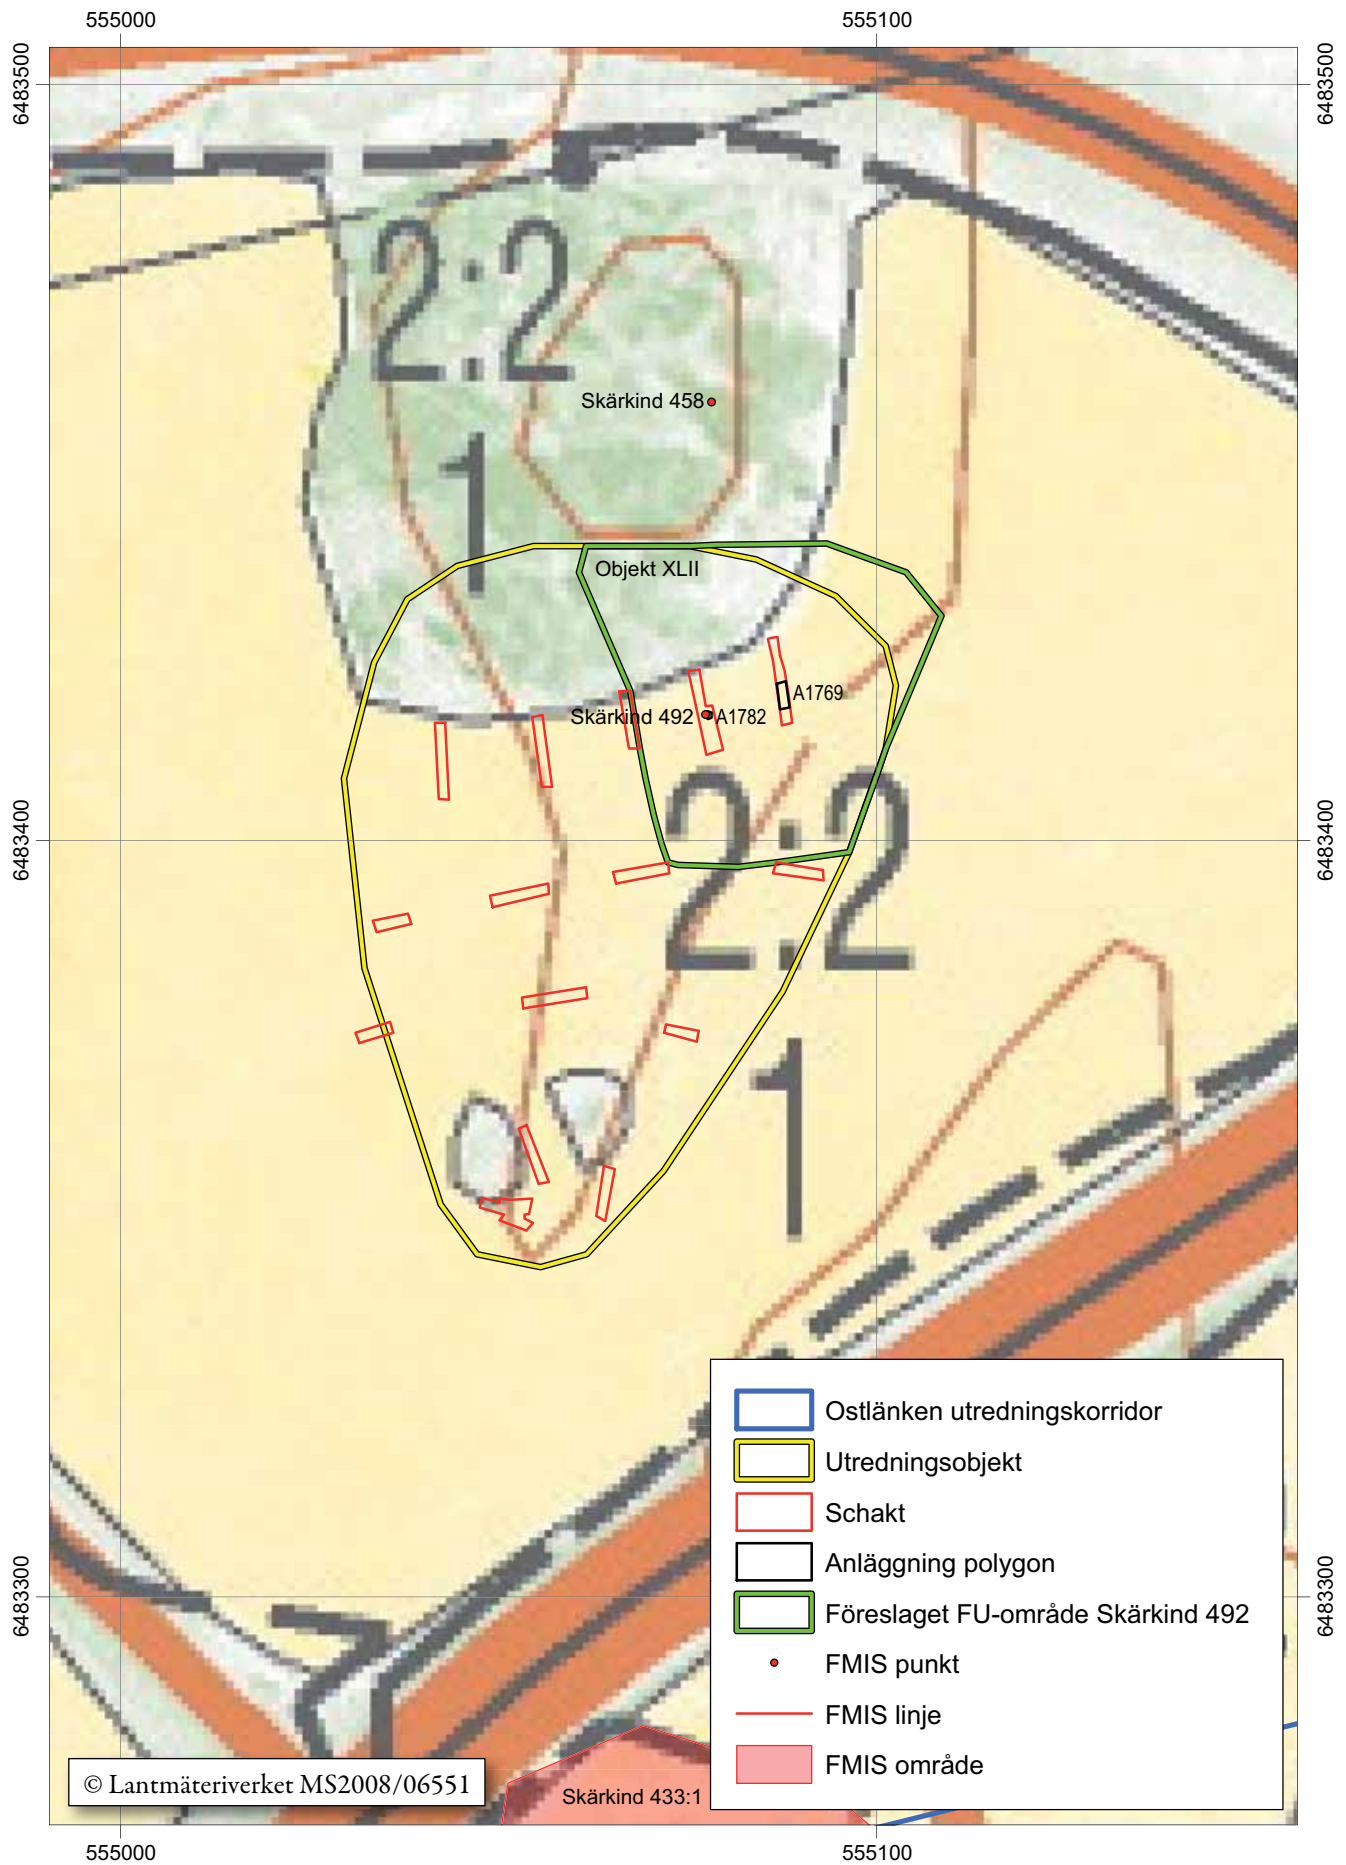 555000
555100
6483500
6483500
2:2
1
Skärkind 458
Objekt XLII
A1769
Skärkind 492
A1782
6483400
6483400
2:2
1
Ostlänken utredningskorridor
Utredningsobjekt
Schakt
Anläggning polygon
6483300
6483300
Föreslaget FU-område Skärkind 492
FMIS punkt
FMIS linje
FMIS område
© Lantmäteriverket MS2008/06551
Skärkind 433:1
555000
555100